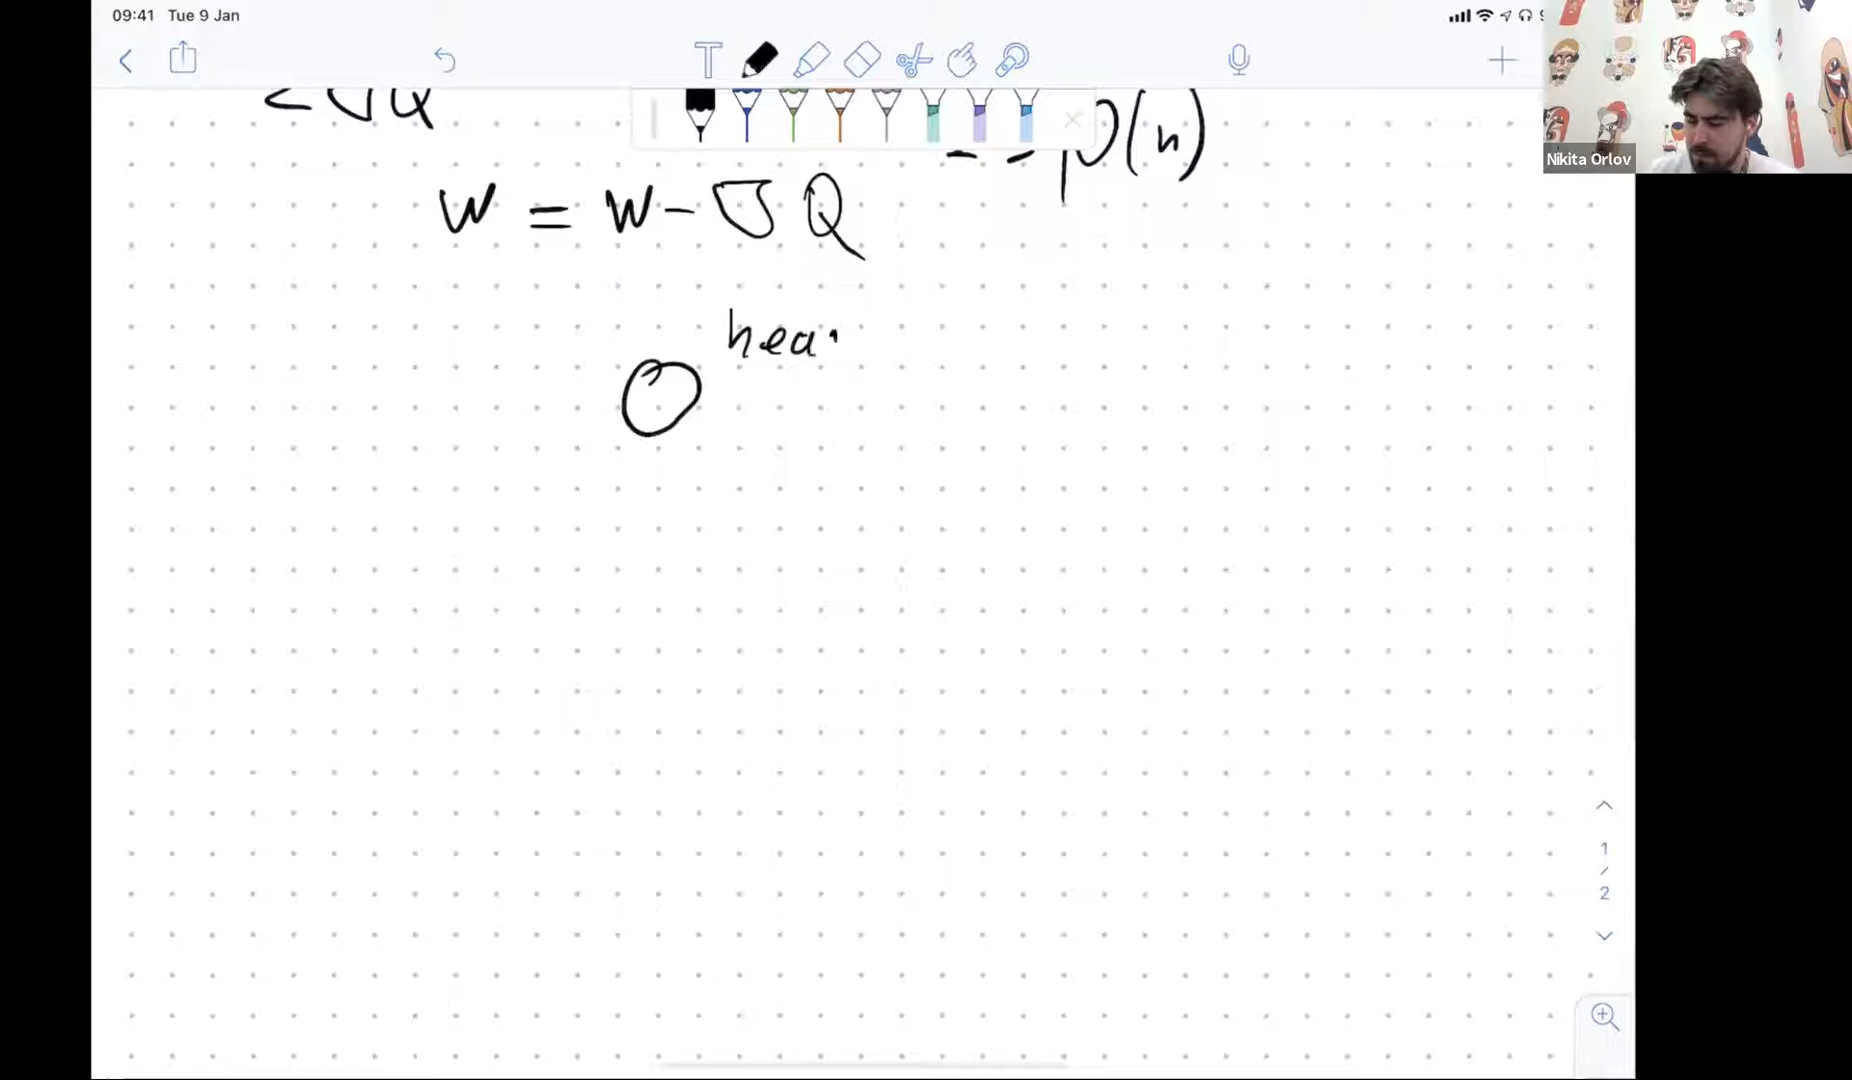 09:41 Tue 9 Jan
Nikita Orlov
∇Q
p(n)
w = w - ∇Q
hea
1
/
2